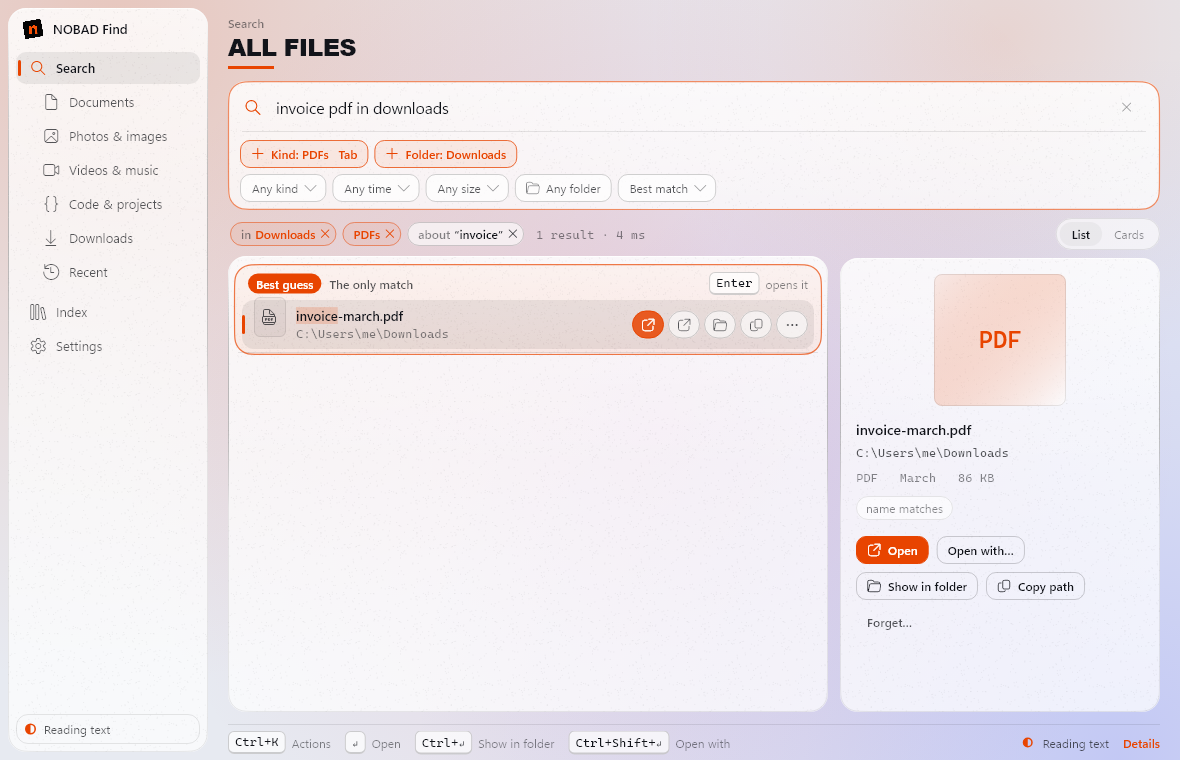 NOBAD Find
Search
Documents
Photos & images
Videos & music
Code & projects
Downloads
Recent
Index
Settings
Reading text
Search
ALL FILES
invoice pdf in downloads
Kind: PDFs Tab
Folder: Downloads
Any kind
Any time
Any size
Any folder
Best match
in Downloads
PDFs
about "invoice"
1 result · 4 ms
List
Cards
Best guess
The only match
Enter
opens it
PDF
invoice-march.pdf
C:\Users\me\Downloads
PDF
invoice-march.pdf
C:\Users\me\Downloads
PDF March 86 KB
name matches
Open
Open with...
Show in folder
Copy path
Forget...
Ctrl+K Actions
↵ Open
Ctrl+↵ Show in folder
Ctrl+Shift+↵ Open with
Reading text
Details